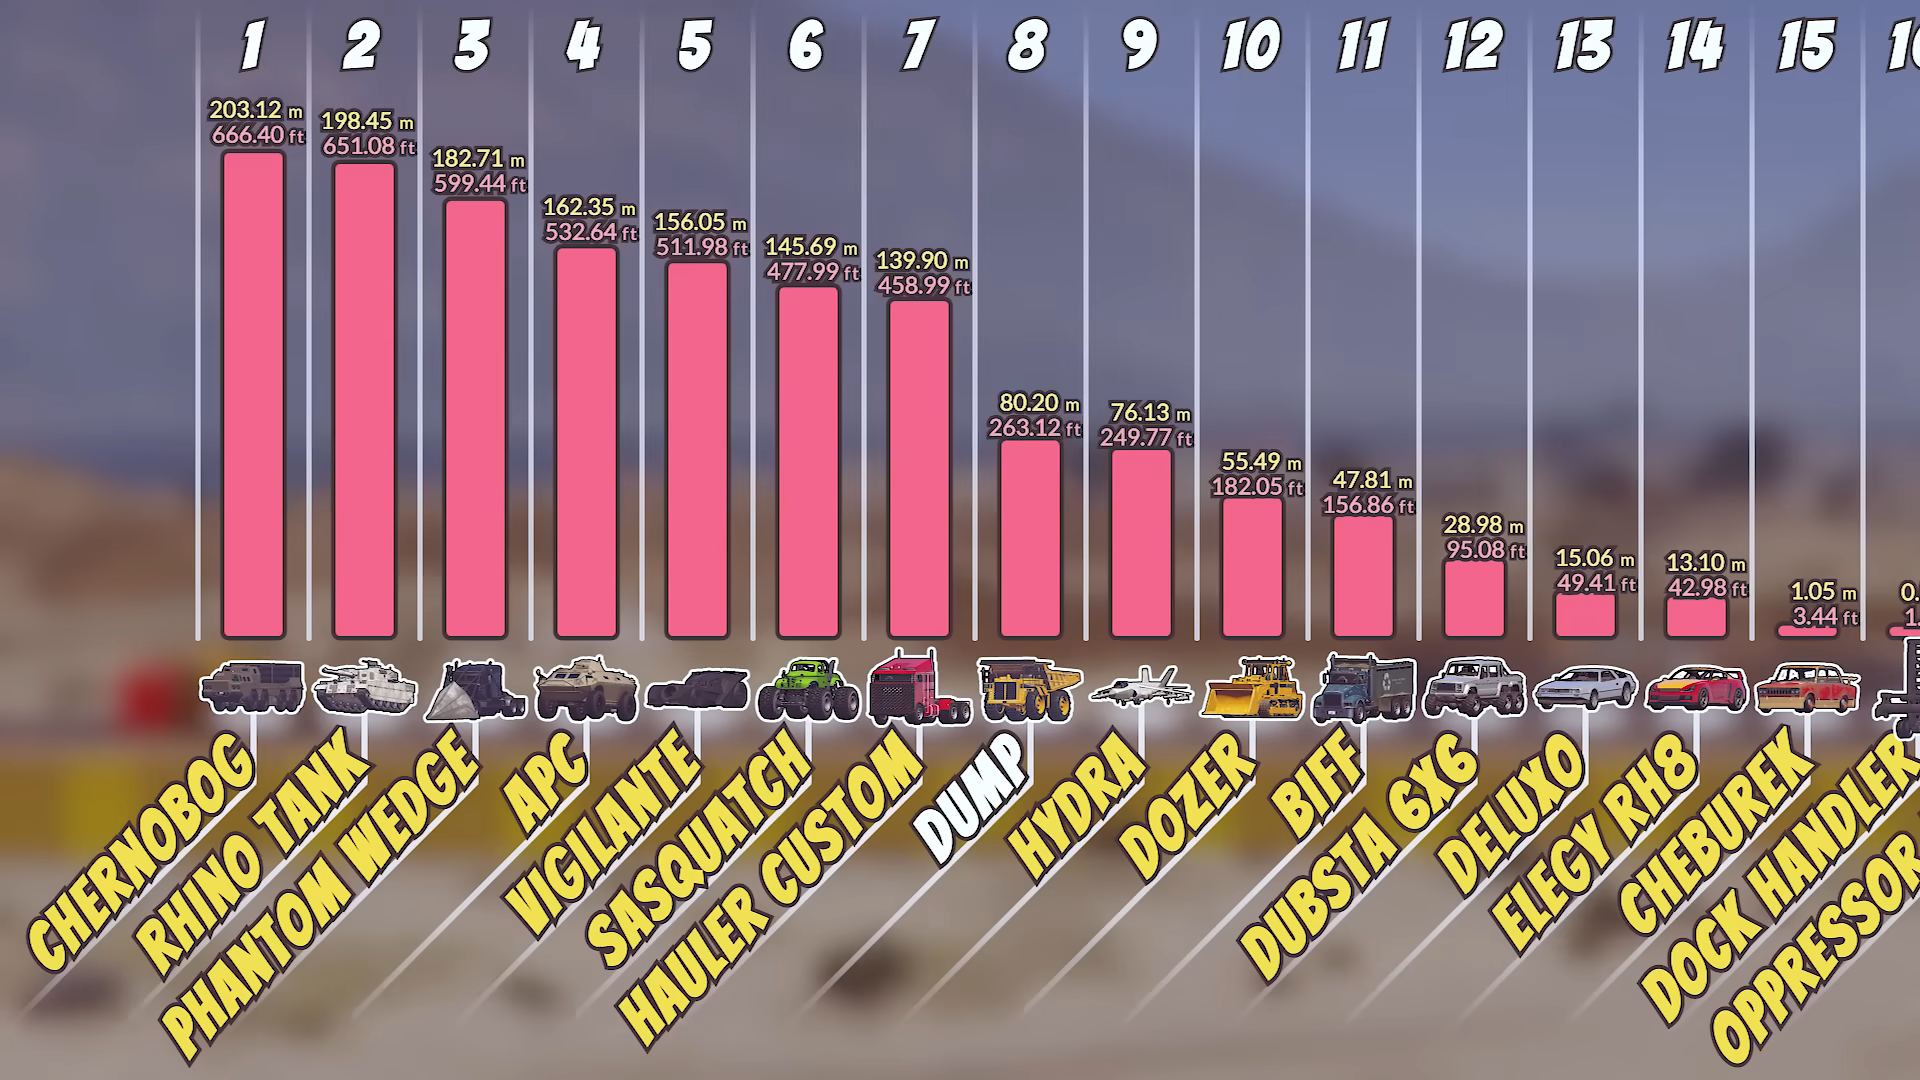 1 2 3 4 5 6 7 8 9 10 11 12 13 14 15
203.12 m
666.40 ft
198.45 m
651.08 ft
182.71 m
599.44 ft
162.35 m
532.64 ft
156.05 m
511.98 ft
145.69 m
477.99 ft
139.90 m
458.99 ft
80.20 m
263.12 ft
76.13 m
249.77 ft
55.49 m
182.05 ft
47.81 m
156.86 ft
28.98 m
95.08 ft
15.06 m
49.41 ft
13.10 m
42.98 ft
1.05 m
3.44 ft
0.
1.
CHERNOBOG
RHINO TANK
PHANTOM WEDGE
APC
VIGILANTE
SASQUATCH
HAULER CUSTOM
DUMP
HYDRA
DOZER
BIFF
DUBSTA 6X6
DELUXO
ELEGY RH8
CHEBUREK
DOCK HANDLER
OPPRESSOR